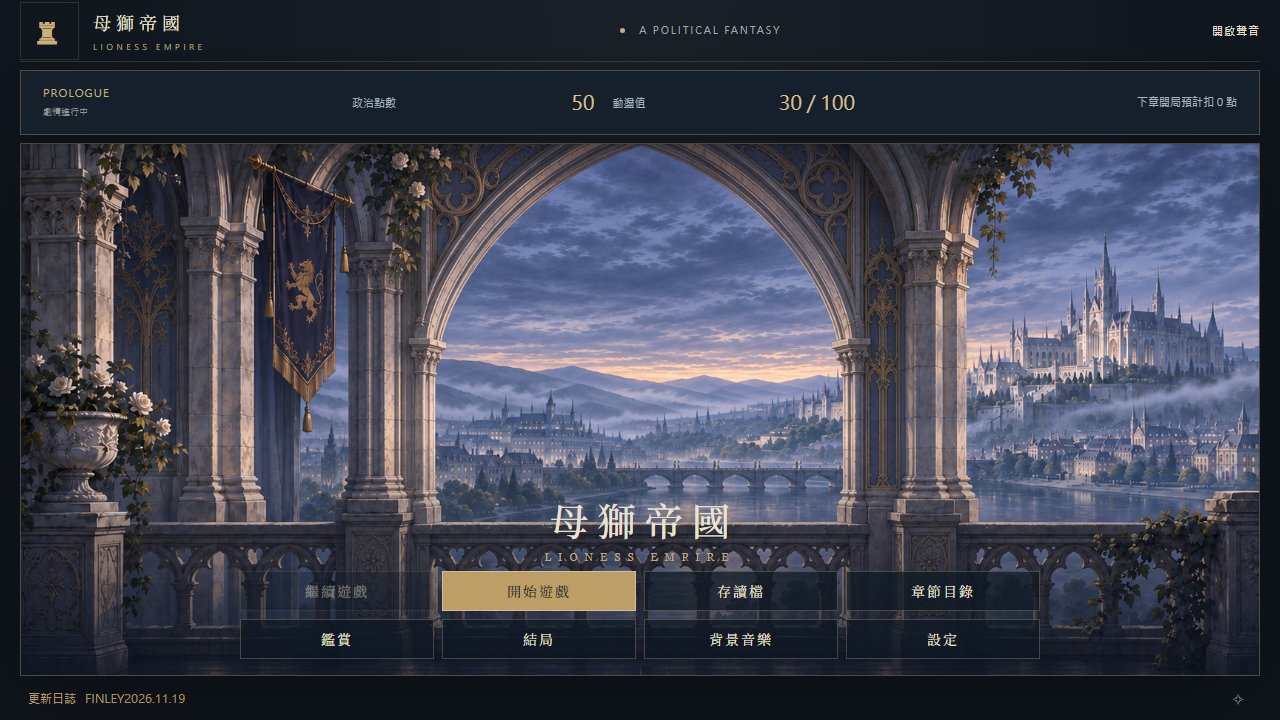 母獅帝國
LIONESS EMPIRE
A POLITICAL FANTASY
開啟聲音
PROLOGUE
劇情進行中
政治點數
50
動盪值
30 / 100
下章開局預計扣 0 點
母獅帝國
LIONESS EMPIRE
繼續遊戲
開始遊戲
存讀檔
章節目錄
鑑賞
結局
背景音樂
設定
更新日誌 FINLEY2026.11.19